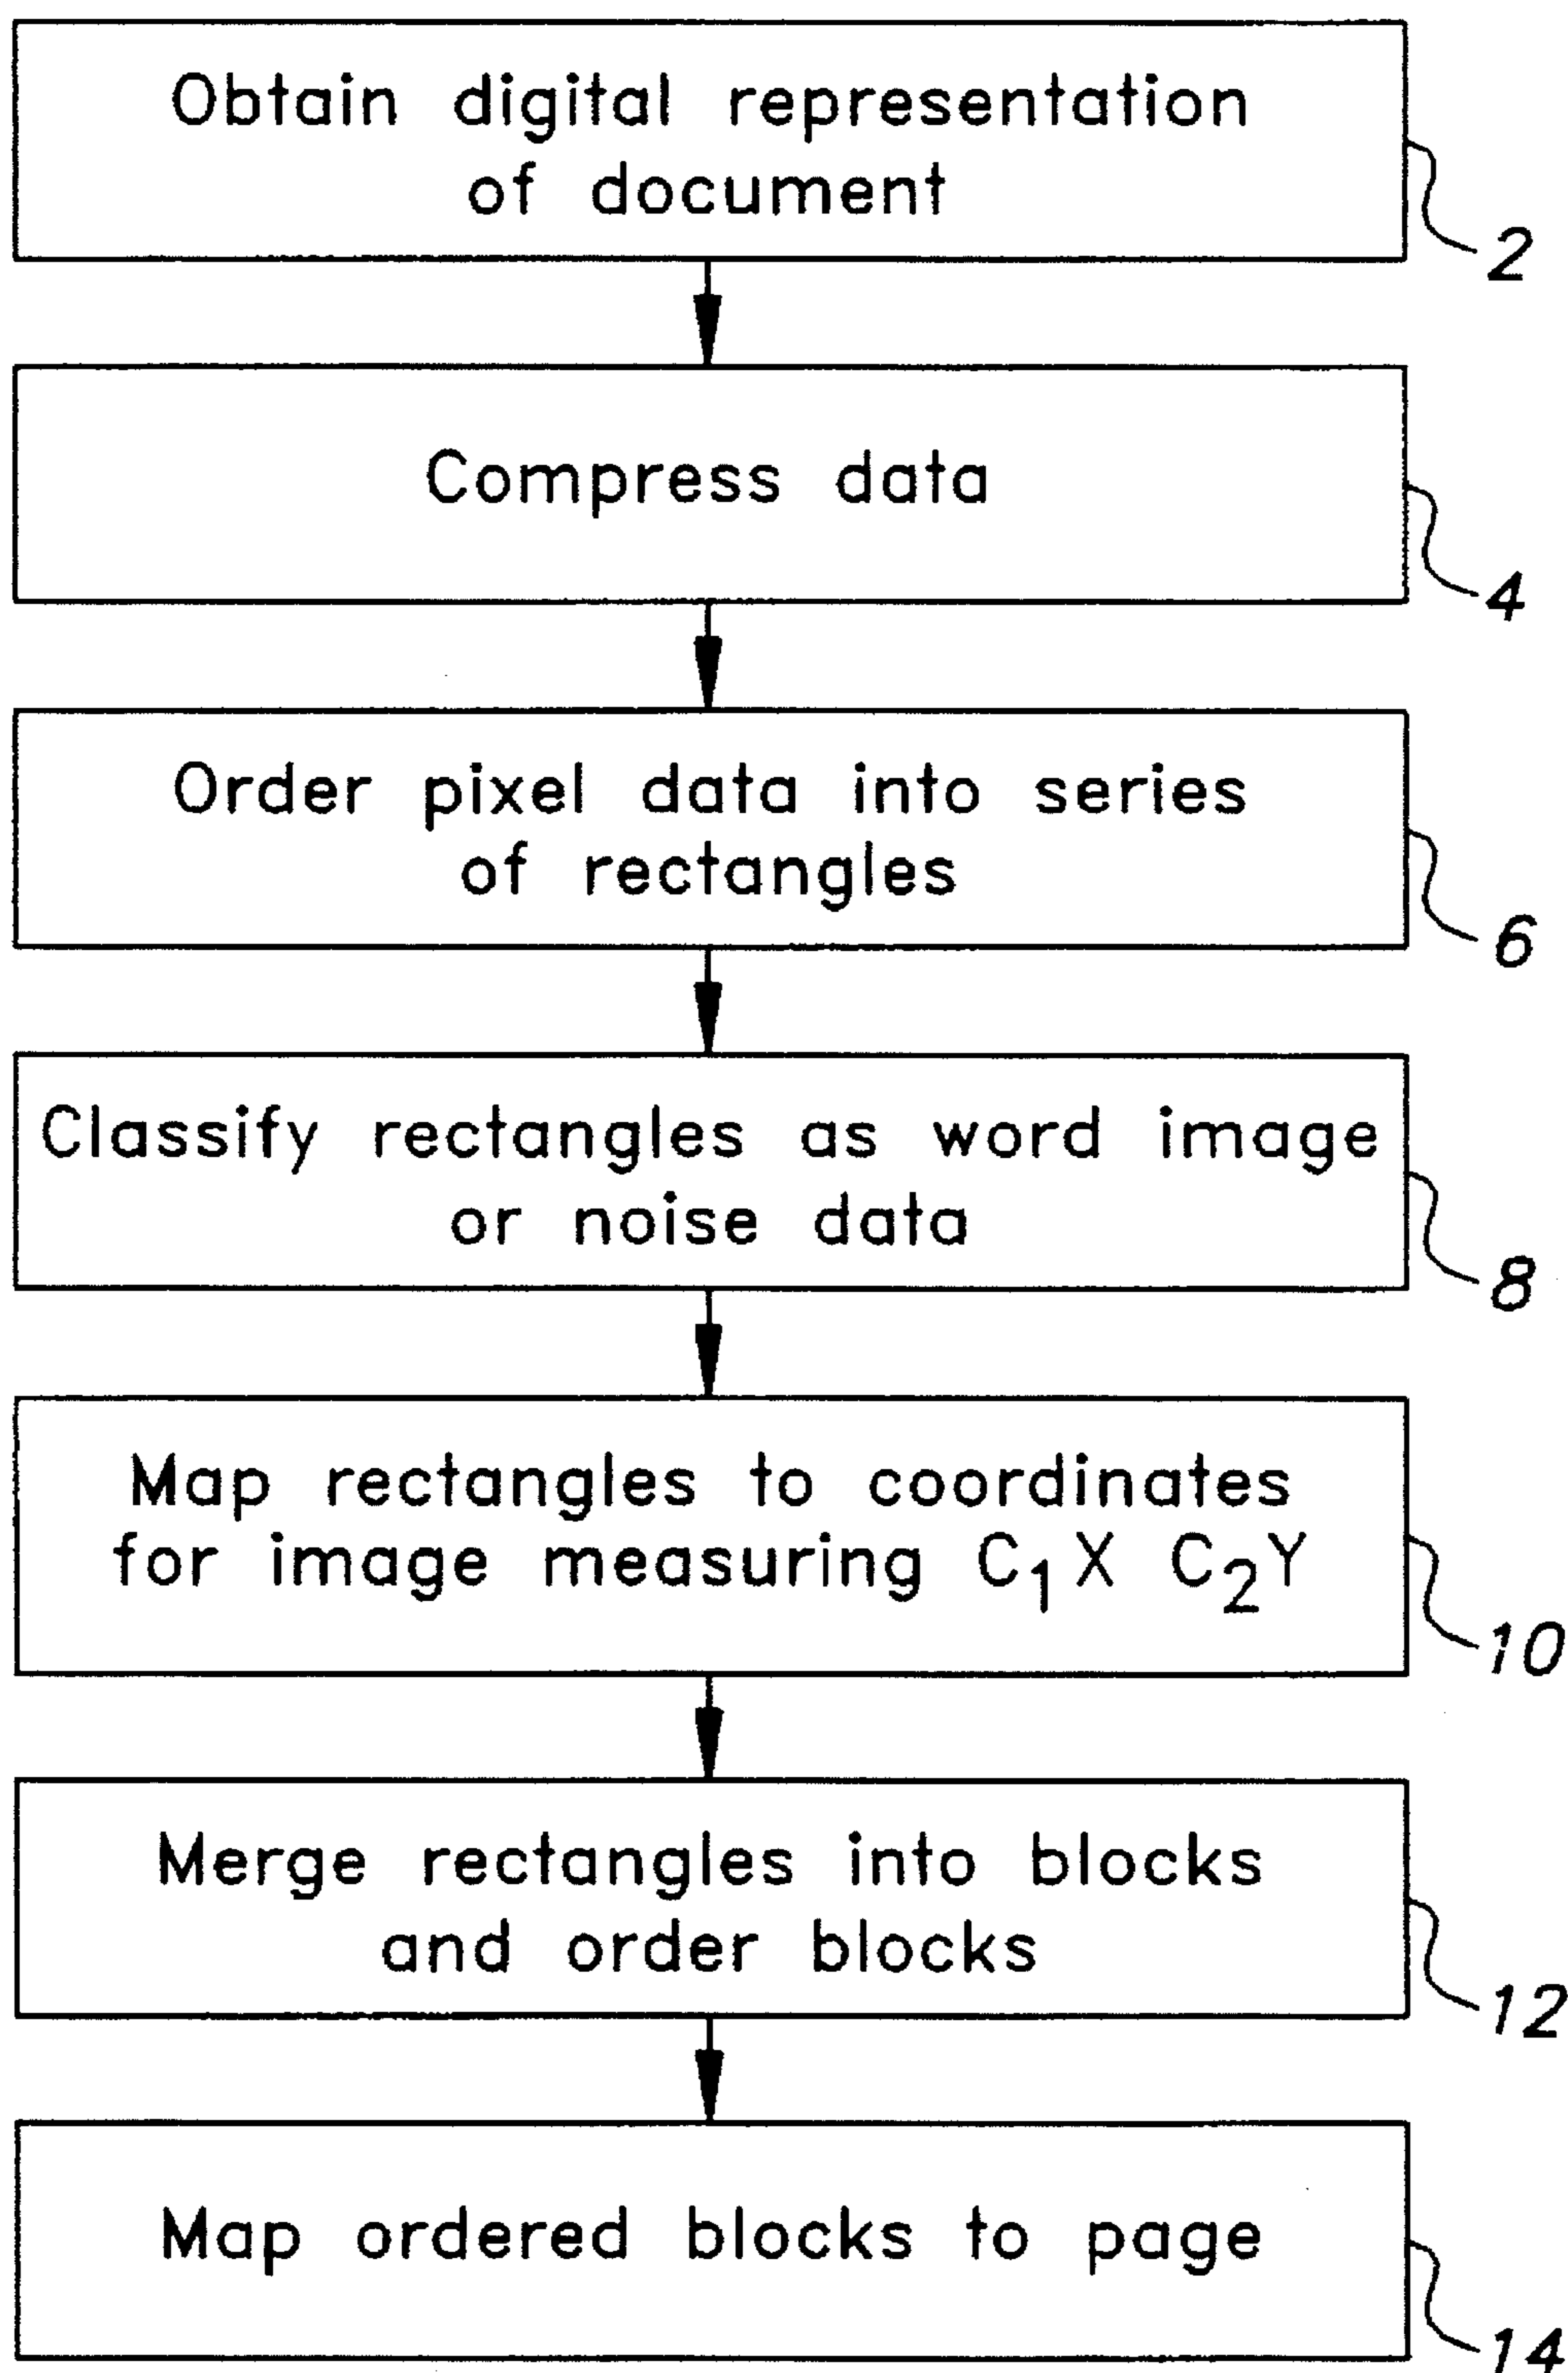 Obtain digital representation
of document
2
Compress data
4
Order pixel data into series
of rectangles
6
Classify rectangles as word image
or noise data
8
Map rectangles to coordinates
for image measuring C₁X C₂Y
10
Merge rectangles into blocks
and order blocks
12
Map ordered blocks to page
14